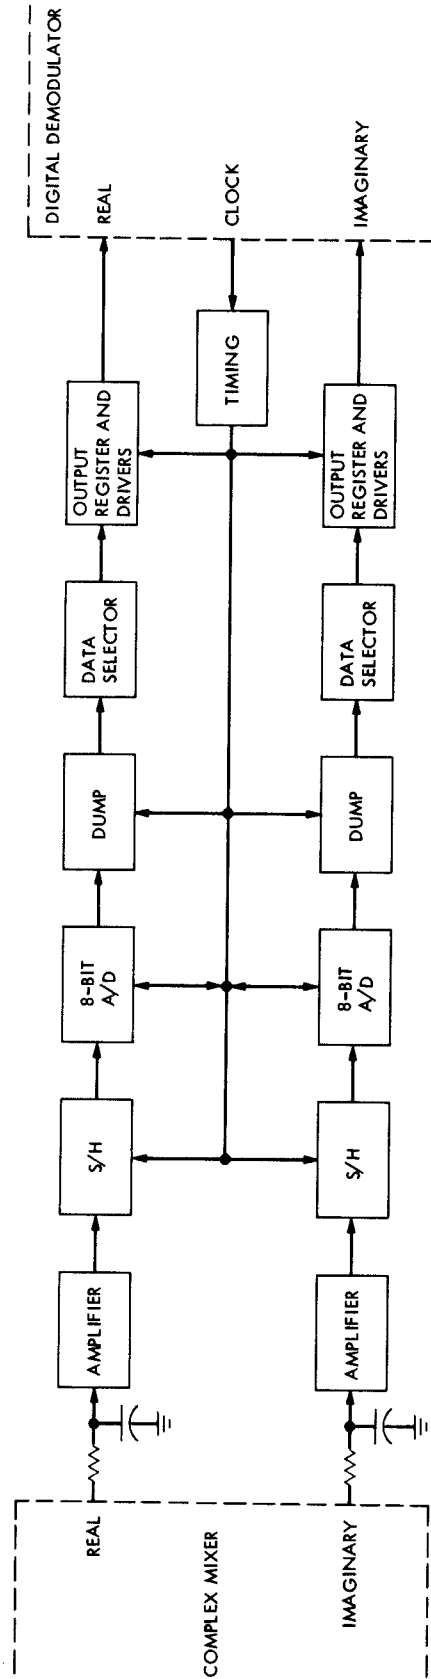 COMPLEX MIXER
REAL
IMAGINARY
AMPLIFIER
S/H
8-BIT
A/D
DUMP
DATA
SELECTOR
OUTPUT
REGISTER AND
DRIVERS
REAL
TIMING
CLOCK
DIGITAL DEMODULATOR
AMPLIFIER
S/H
8-BIT
A/D
DUMP
DATA
SELECTOR
OUTPUT
REGISTER AND
DRIVERS
IMAGINARY